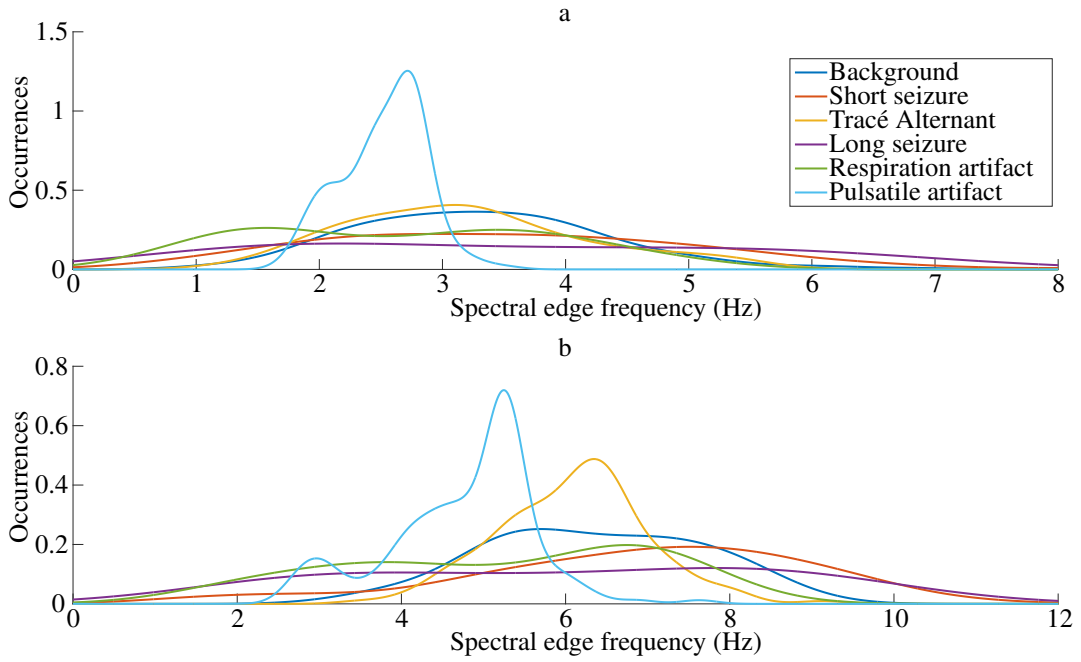 a
1.5
1
0.5
0
Occurrences
Background
Short seizure
Tracé Alternant
Long seizure
Respiration artifact
Pulsatile artifact
0 1 2 3 4 5 6 7 8
Spectral edge frequency (Hz)
b
0.8
0.6
0.4
0.2
0
Occurrences
0 2 4 6 8 10 12
Spectral edge frequency (Hz)